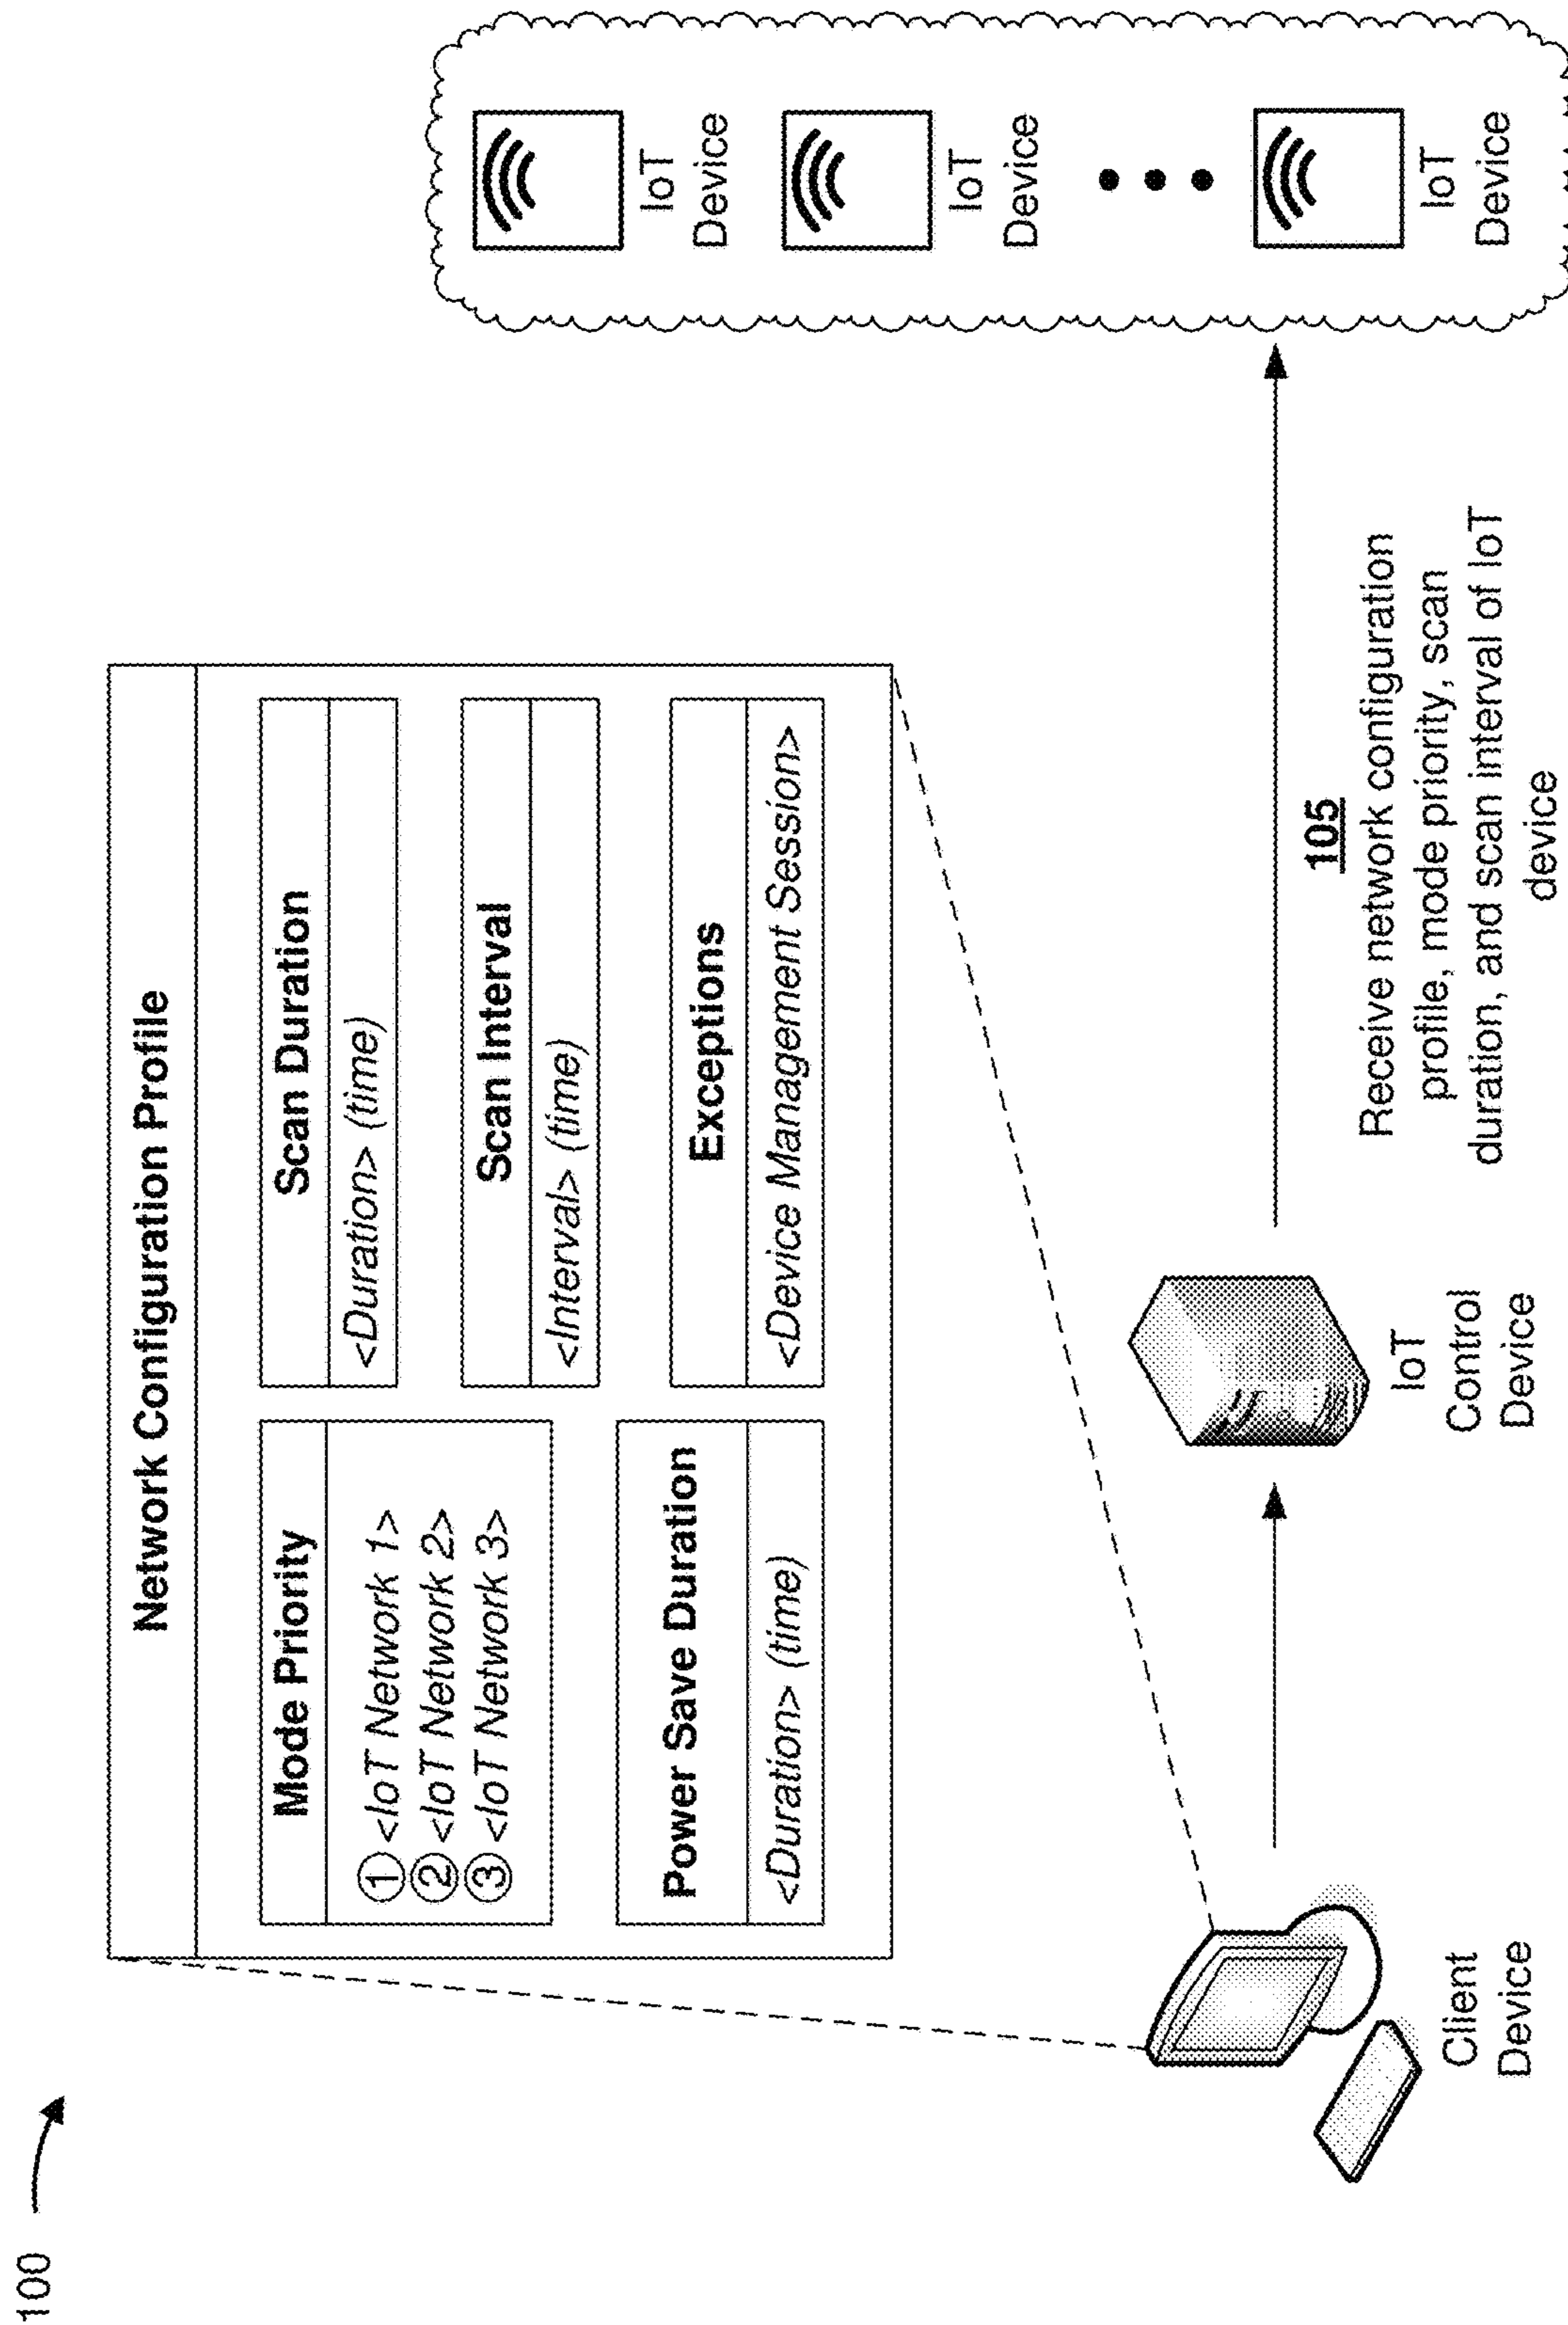 100
Network Configuration Profile
Mode Priority
① <IoT Network 1>
② <IoT Network 2>
③ <IoT Network 3>
Power Save Duration
<Duration> (time)
Scan Duration
<Duration> (time)
Scan Interval
<Interval> (time)
Exceptions
<Device Management Session>
Client
Device
IoT
Control
Device
105
Receive network configuration
profile, mode priority, scan
duration, and scan interval of IoT
device
IoT
Device
IoT
Device
IoT
Device